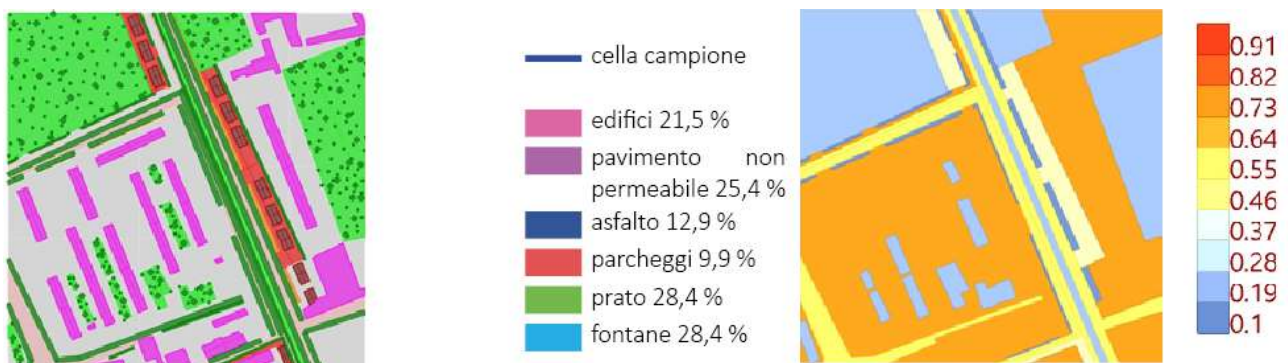 cella campione
edifici 21,5 %
pavimento non
permeabile 25,4 %
asfalto 12,9 %
parcheggi 9,9 %
prato 28,4 %
fontane 28,4 %
0.91
0.82
0.73
0.64
0.55
0.46
0.37
0.28
0.19
0.1